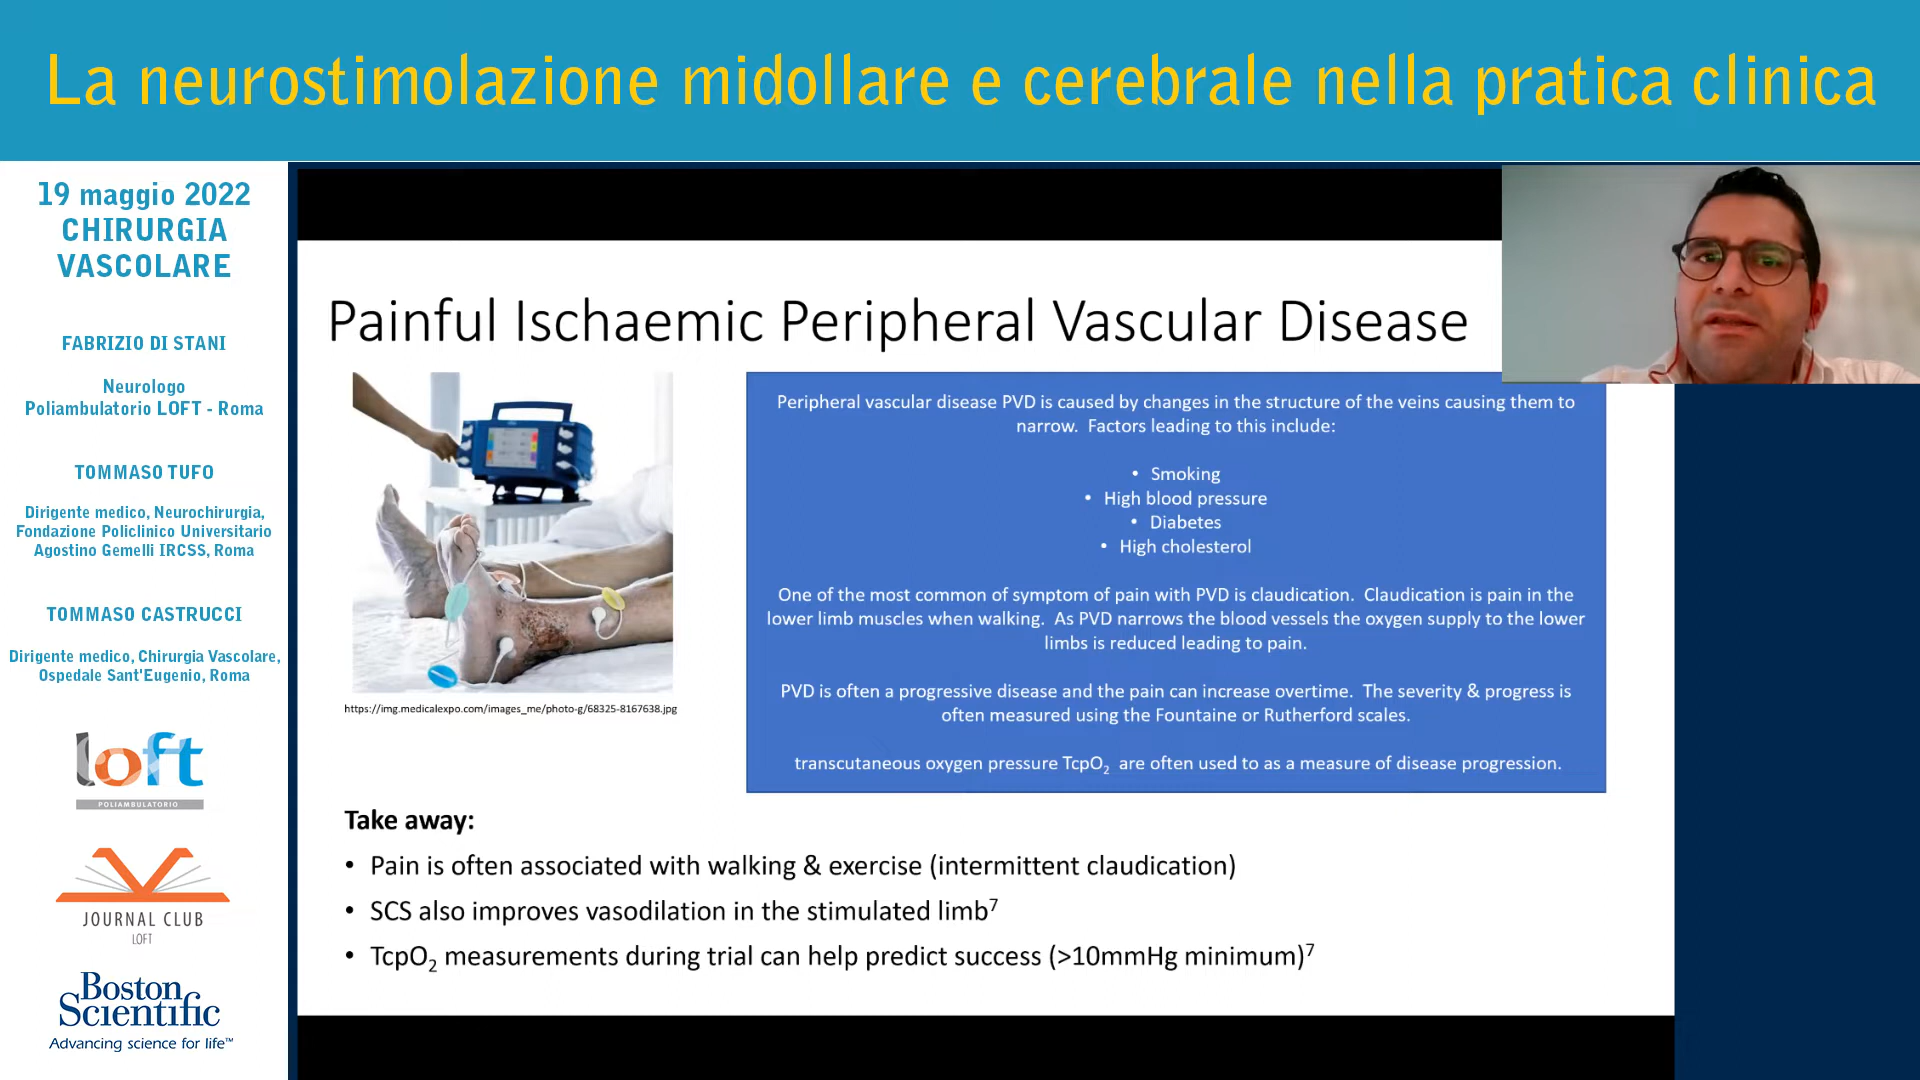 La neurostimolazione midollare e cerebrale nella pratica clinica
19 maggio 2022
CHIRURGIA
VASCOLARE
FABRIZIO DI STANI
Neurologo
Poliambulatorio LOFT - Roma
TOMMASO TUFO
Dirigente medico, Neurochirurgia,
Fondazione Policlinico Universitario
Agostino Gemelli IRCSS, Roma
TOMMASO CASTRUCCI
Dirigente medico, Chirurgia Vascolare,
Ospedale Sant'Eugenio, Roma
loft
POLIAMBULATORIO
JOURNAL CLUB
LOFT
Boston
Scientific
Advancing science for life™
Painful Ischaemic Peripheral Vascular Disease
https://img.medicalexpo.com/images_me/photo-g/68325-8167638.jpg
Peripheral vascular disease PVD is caused by changes in the structure of the veins causing them to
narrow. Factors leading to this include:
• Smoking
• High blood pressure
• Diabetes
• High cholesterol
One of the most common of symptom of pain with PVD is claudication. Claudication is pain in the
lower limb muscles when walking. As PVD narrows the blood vessels the oxygen supply to the lower
limbs is reduced leading to pain.
PVD is often a progressive disease and the pain can increase overtime. The severity & progress is
often measured using the Fountaine or Rutherford scales.
transcutaneous oxygen pressure TcpO₂ are often used to as a measure of disease progression.
Take away:
• Pain is often associated with walking & exercise (intermittent claudication)
• SCS also improves vasodilation in the stimulated limb⁷
• TcpO₂ measurements during trial can help predict success (>10mmHg minimum)⁷